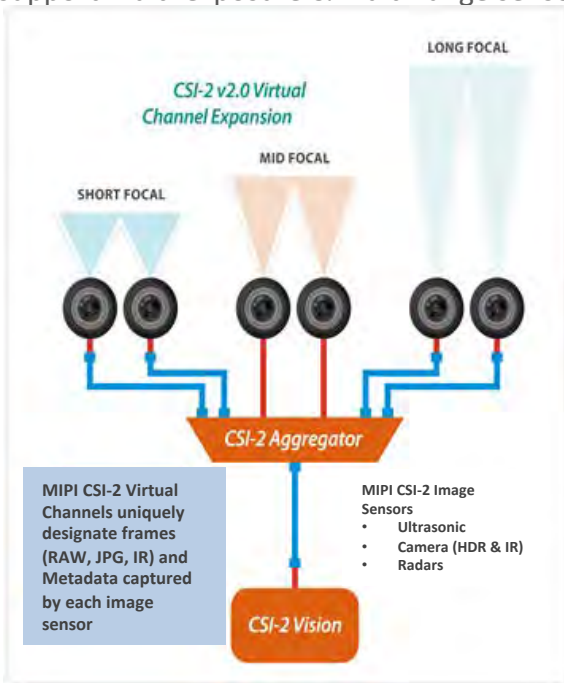 CSI-2 v2.0 Virtual
Channel Expansion
LONG FOCAL
MID FOCAL
SHORT FOCAL
CSI-2 Aggregator
MIPI CSI-2 Virtual
Channels uniquely
designate frames
(RAW, JPG, IR) and
Metadata captured
by each image
sensor
MIPI CSI-2 Image
Sensors
• Ultrasonic
• Camera (HDR & IR)
• Radars
CSI-2 Vision